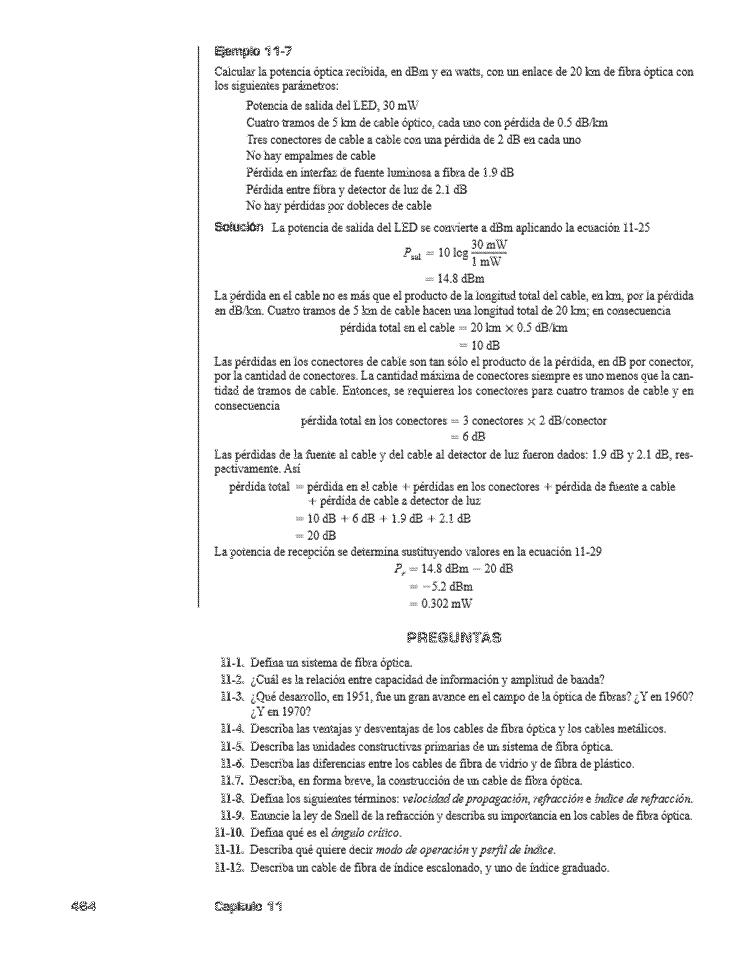 Ejemplo 11-7
Calcular la potencia óptica recibida, en dBm y en watts, con un enlace de 20 km de fibra óptica con
los siguientes parámetros:
Potencia de salida del LED, 30 mW
Cuatro tramos de 5 km de cable óptico, cada uno con pérdida de 0.5 dB/km
Tres conectores de cable a cable con una pérdida de 2 dB en cada uno
No hay empalmes de cable
Pérdida en interfaz de fuente luminosa a fibra de 1.9 dB
Pérdida entre fibra y detector de luz de 2.1 dB
No hay pérdidas por dobleces de cable
Solución La potencia de salida del LED se convierte a dBm aplicando la ecuación 11-25
P_sal = 10 log 30 mW / 1 mW
= 14.8 dBm
La pérdida en el cable no es más que el producto de la longitud total del cable, en km, por la pérdida
en dB/km. Cuatro tramos de 5 km de cable hacen una longitud total de 20 km; en consecuencia
pérdida total en el cable = 20 km × 0.5 dB/km
= 10 dB
Las pérdidas en los conectores de cable son tan sólo el producto de la pérdida, en dB por conector,
por la cantidad de conectores. La cantidad máxima de conectores siempre es uno menos que la can-
tidad de tramos de cable. Entonces, se requieren los conectores para cuatro tramos de cable y en
consecuencia
pérdida total en los conectores = 3 conectores × 2 dB/conector
= 6 dB
Las pérdidas de la fuente al cable y del cable al detector de luz fueron dados: 1.9 dB y 2.1 dB, res-
pectivamente. Así
pérdida total = pérdida en el cable + pérdidas en los conectores + pérdida de fuente a cable
+ pérdida de cable a detector de luz
= 10 dB + 6 dB + 1.9 dB + 2.1 dB
= 20 dB
La potencia de recepción se determina sustituyendo valores en la ecuación 11-29
P_r = 14.8 dBm − 20 dB
= −5.2 dBm
= 0.302 mW
PREGUNTAS
11-1. Defina un sistema de fibra óptica.
11-2. ¿Cuál es la relación entre capacidad de información y amplitud de banda?
11-3. ¿Qué desarrollo, en 1951, fue un gran avance en el campo de la óptica de fibras? ¿Y en 1960?
¿Y en 1970?
11-4. Describa las ventajas y desventajas de los cables de fibra óptica y los cables metálicos.
11-5. Describa las unidades constructivas primarias de un sistema de fibra óptica.
11-6. Describa las diferencias entre los cables de fibra de vidrio y de fibra de plástico.
11.7. Describa, en forma breve, la construcción de un cable de fibra óptica.
11-8. Defina los siguientes términos: velocidad de propagación, refracción e índice de refracción.
11-9. Enuncie la ley de Snell de la refracción y describa su importancia en los cables de fibra óptica.
11-10. Defina qué es el ángulo crítico.
11-11. Describa qué quiere decir modo de operación y perfil de índice.
11-12. Describa un cable de fibra de índice escalonado, y uno de índice graduado.
464 Capítulo 11